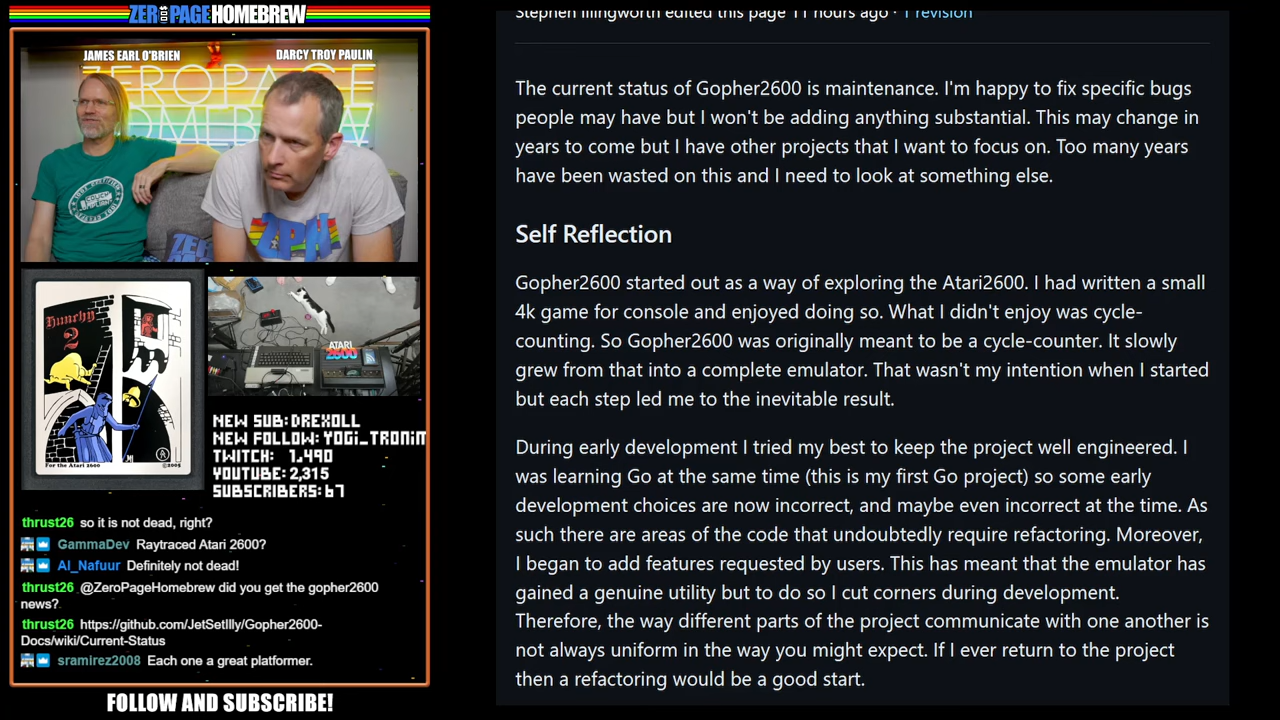 ZEROPAGEHOMEBREW
JAMES EARL O'BRIEN
DARCY TROY PAULIN
ZEROPAGE
HOMEBREW
Hunchy
2
For the Atari 2600
©2005
ATARI
2600
NEW SUB: DREXOLL
NEW FOLLOW: YOGI_TRONIM
TWITCH: 1,490
YOUTUBE: 2,315
SUBSCRIBERS: 67
thrust26 so it is not dead, right?
GammaDev Raytraced Atari 2600?
Al_Nafuur Definitely not dead!
thrust26 @ZeroPageHomebrew did you get the gopher2600
news?
thrust26 https://github.com/JetSetIlly/Gopher2600-
Docs/wiki/Current-Status
sramirez2008 Each one a great platformer.
FOLLOW AND SUBSCRIBE!
Stephen Illingworth edited this page 11 hours ago · 1 revision
The current status of Gopher2600 is maintenance. I'm happy to fix specific bugs
people may have but I won't be adding anything substantial. This may change in
years to come but I have other projects that I want to focus on. Too many years
have been wasted on this and I need to look at something else.
Self Reflection
Gopher2600 started out as a way of exploring the Atari2600. I had written a small
4k game for console and enjoyed doing so. What I didn't enjoy was cycle-
counting. So Gopher2600 was originally meant to be a cycle-counter. It slowly
grew from that into a complete emulator. That wasn't my intention when I started
but each step led me to the inevitable result.
During early development I tried my best to keep the project well engineered. I
was learning Go at the same time (this is my first Go project) so some early
development choices are now incorrect, and maybe even incorrect at the time. As
such there are areas of the code that undoubtedly require refactoring. Moreover,
I began to add features requested by users. This has meant that the emulator has
gained a genuine utility but to do so I cut corners during development.
Therefore, the way different parts of the project communicate with one another is
not always uniform in the way you might expect. If I ever return to the project
then a refactoring would be a good start.